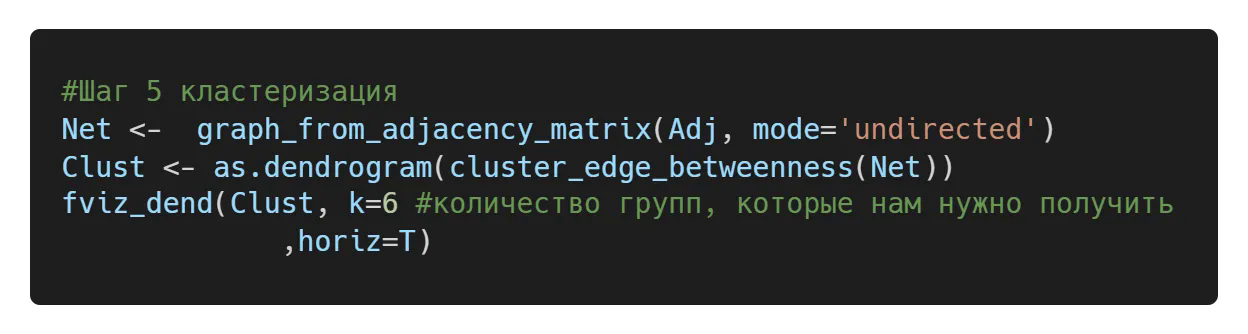 #Шаг 5 кластеризация
Net <-  graph_from_adjacency_matrix(Adj, mode='undirected')
Clust <- as.dendrogram(cluster_edge_betweenness(Net))
fviz_dend(Clust, k=6 #количество групп, которые нам нужно получить
             ,horiz=T)